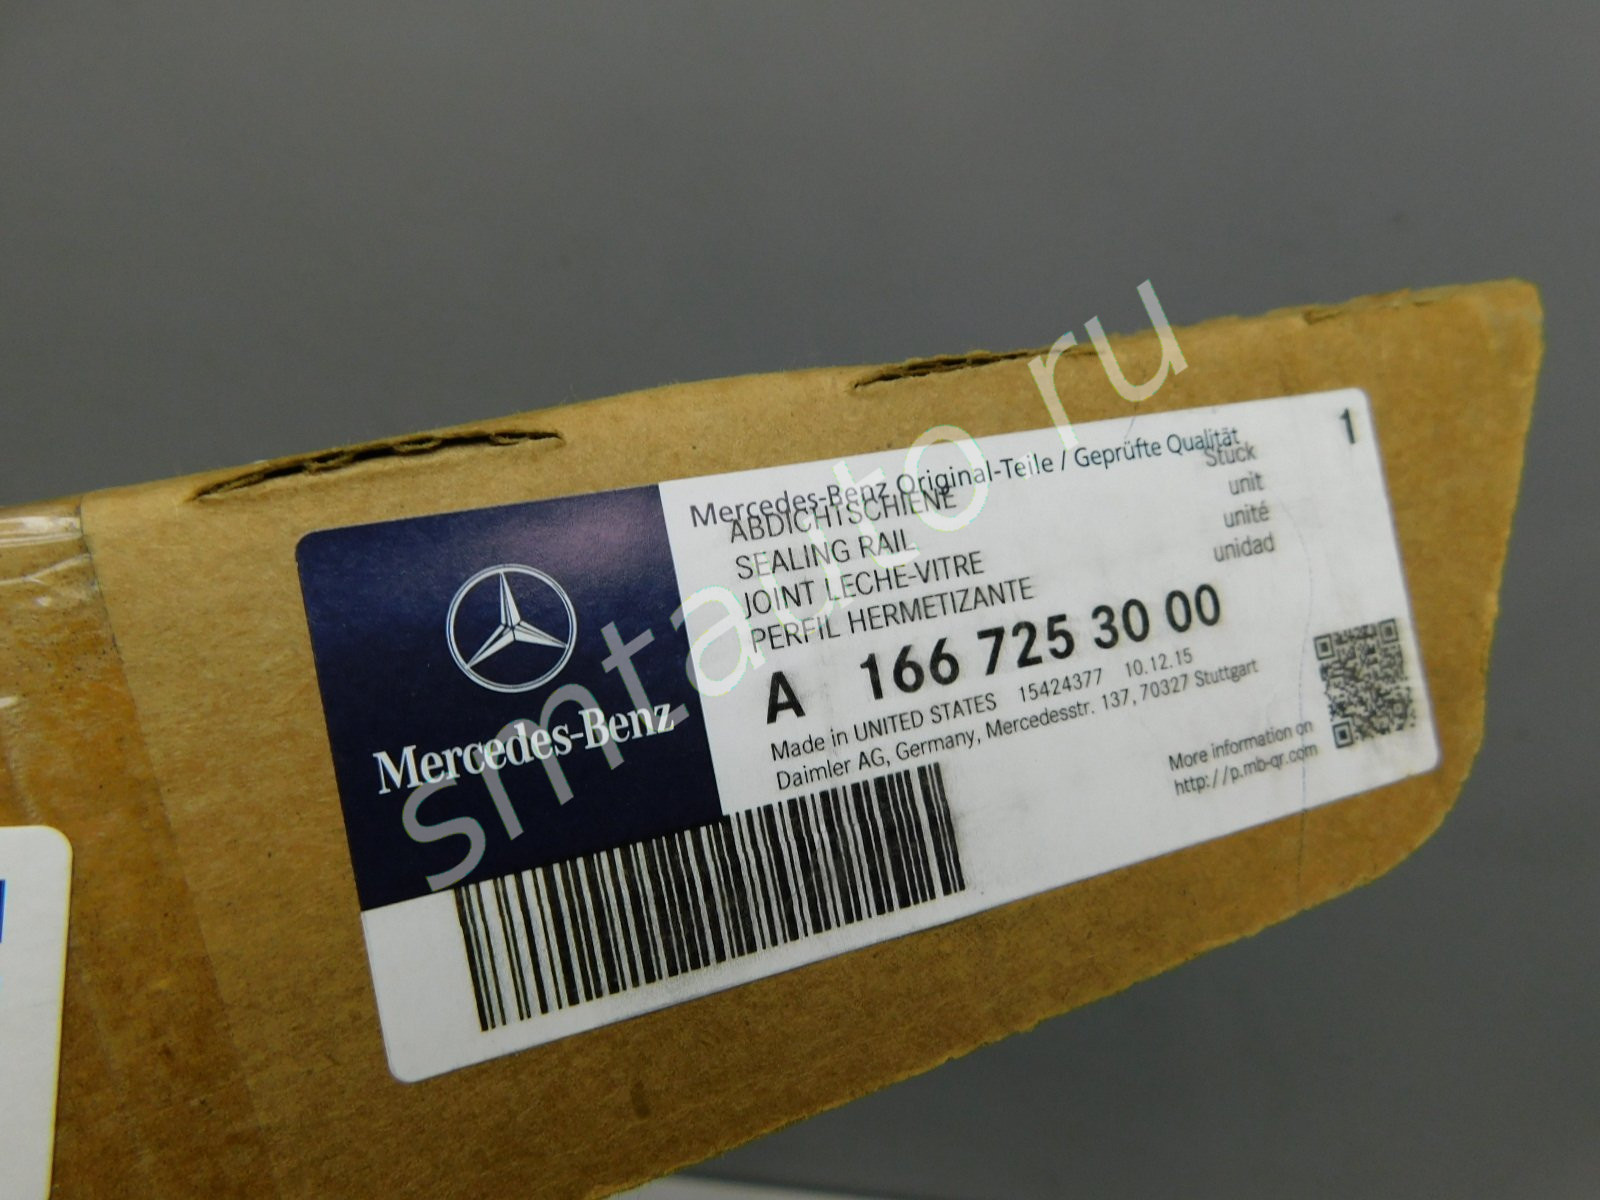 Mercedes-Benz
Mercedes-Benz Original-Teile / Geprüfte Qualität
1
ABDICHTSCHIENE
Stück
SEALING RAIL
unit
JOINT LECHE-VITRE
unité
PERFIL HERMETIZANTE
unidad
A 166 725 30 00
Made in UNITED STATES 15424377 10.12.15
Daimler AG, Germany, Mercedesstr. 137, 70327 Stuttgart
More information on
http://p.mb-qr.com
smtauto.ru